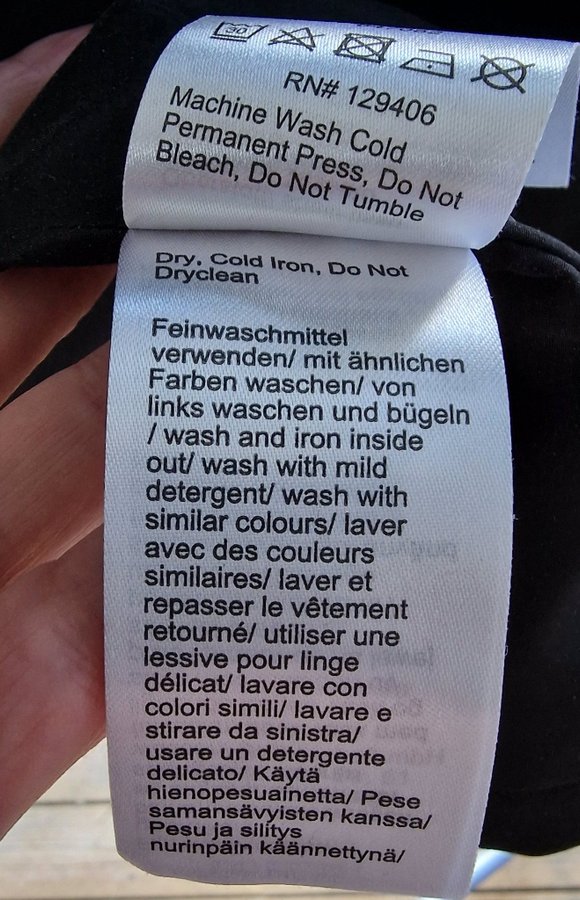 30
RN# 129406
Machine Wash Cold
Permanent Press, Do Not
Bleach, Do Not Tumble
Dry, Cold Iron, Do Not
Dryclean
Feinwaschmittel
verwenden/ mit ähnlichen
Farben waschen/ von
links waschen und bügeln
/ wash and iron inside
out/ wash with mild
detergent/ wash with
similar colours/ laver
avec des couleurs
similaires/ laver et
repasser le vêtement
retourné/ utiliser une
lessive pour linge
délicat/ lavare con
colori simili/ lavare e
stirare da sinistra/
usare un detergente
delicato/ Käytä
hienopesuainetta/ Pese
samansävyisten kanssa/
Pesu ja silitys
nurinpäin käännettynä/